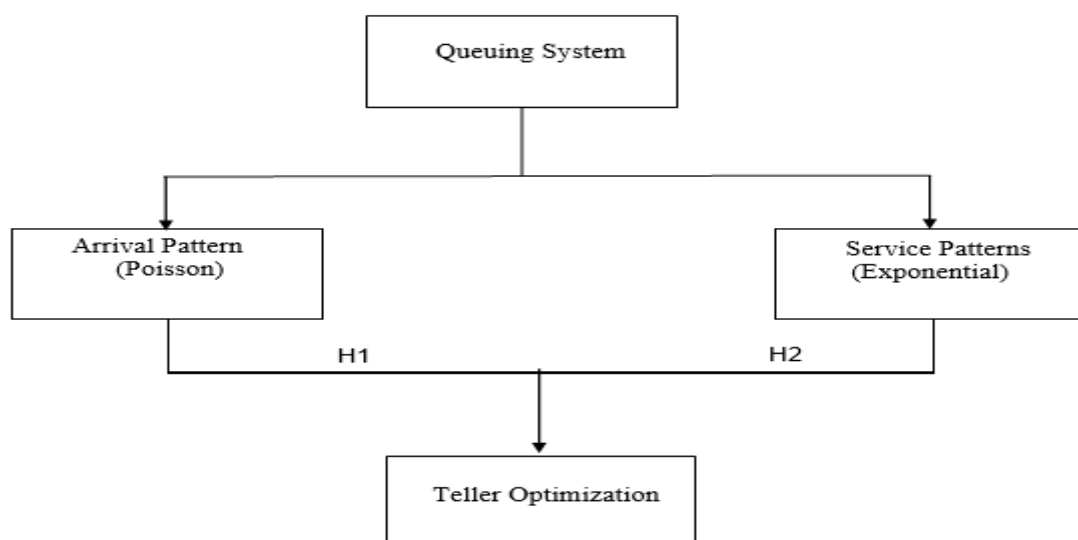 Queuing System
Arrival Pattern
(Poisson)
Service Patterns
(Exponential)
H1
H2
Teller Optimization